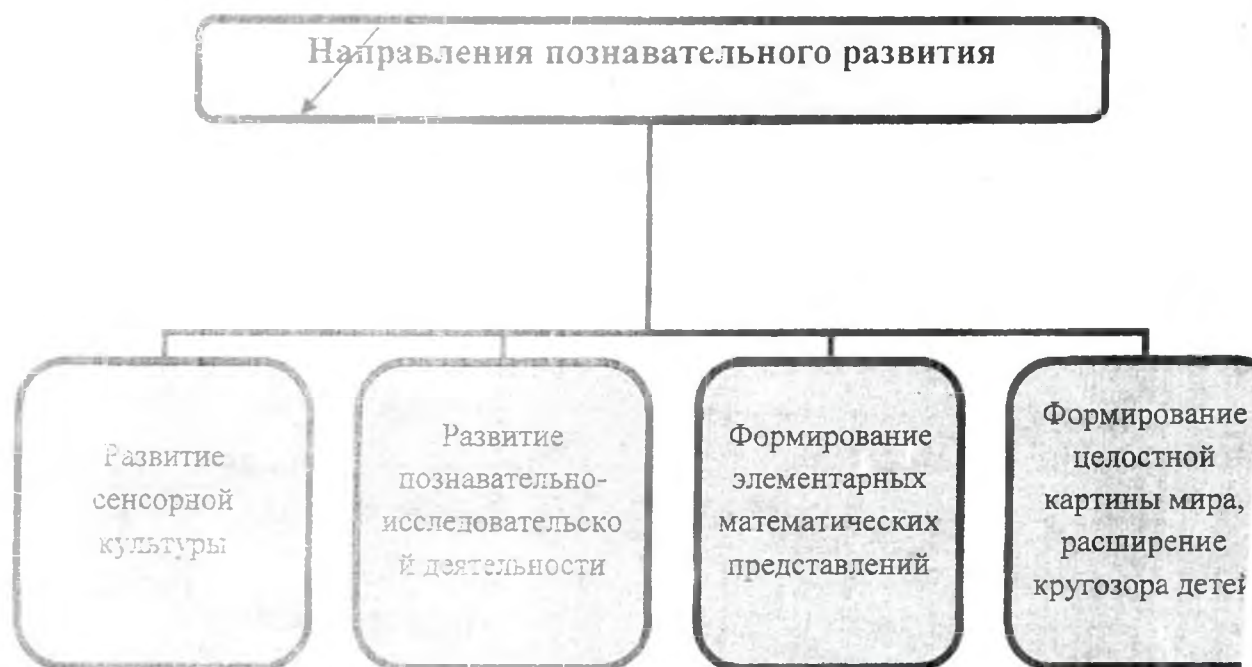 Направления познавательного развития
Развитие
сенсорной
культуры
Развитие
познавательно-
исследовательско
й деятельности
Формирование
элементарных
математических
представлений
Формирование
целостной
картины мира,
расширение
кругозора детей